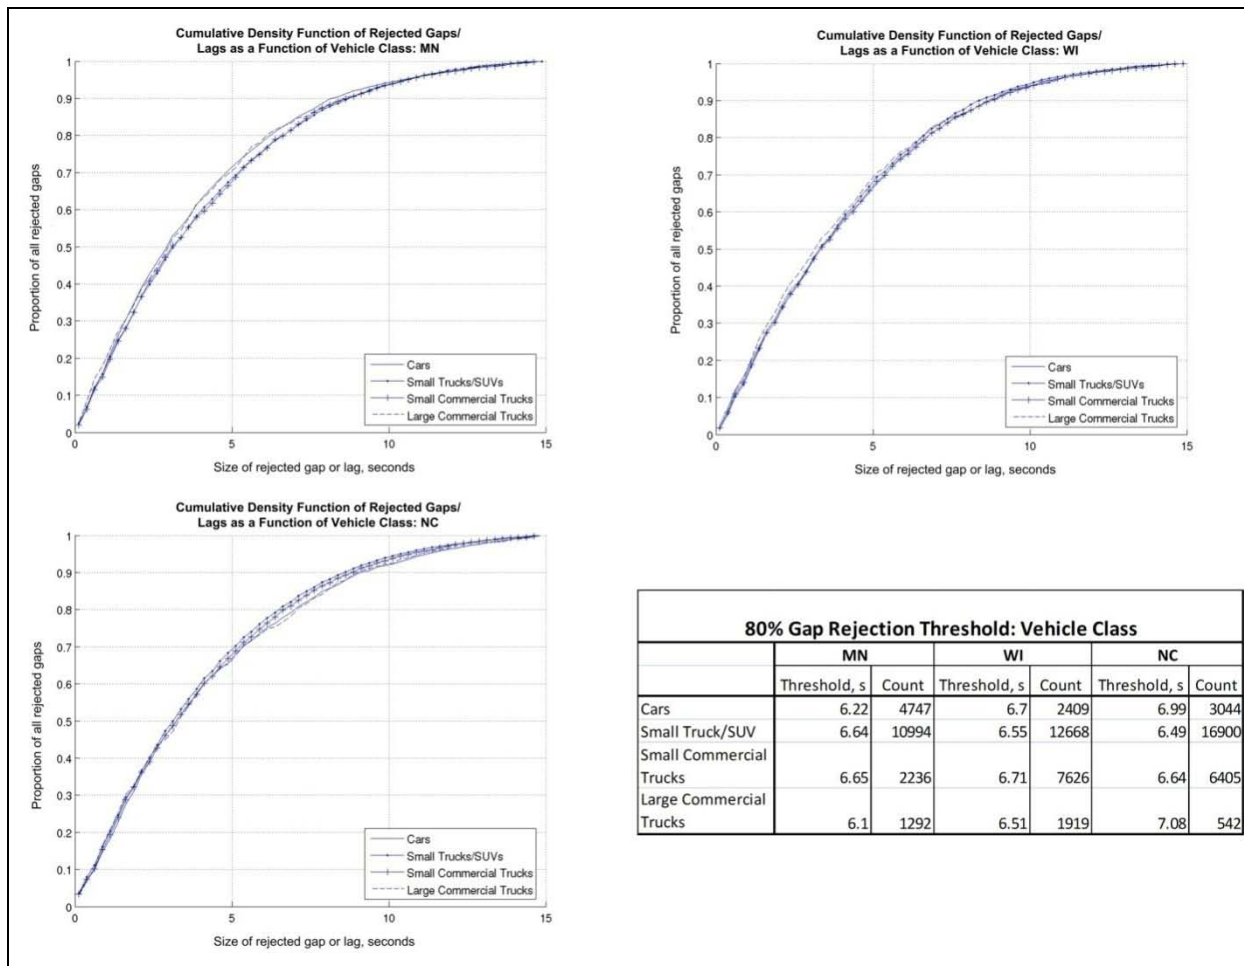 Cumulative Density Function of Rejected Gaps/
Lags as a Function of Vehicle Class: MN
1
0.9
0.8
0.7
0.6
0.5
0.4
0.3
0.2
0.1
0
Proportion of all rejected gaps
Cars
Small Trucks/SUVs
Small Commercial Trucks
Large Commercial Trucks
0 5 10 15
Size of rejected gap or lag, seconds
Cumulative Density Function of Rejected Gaps/
Lags as a Function of Vehicle Class: WI
1
0.9
0.8
0.7
0.6
0.5
0.4
0.3
0.2
0.1
0
Proportion of all rejected gaps
Cars
Small Trucks/SUVs
Small Commercial Trucks
Large Commercial Trucks
0 5 10 15
Size of rejected gap or lag, seconds
Cumulative Density Function of Rejected Gaps/
Lags as a Function of Vehicle Class: NC
1
0.9
0.8
0.7
0.6
0.5
0.4
0.3
0.2
0.1
0
Proportion of all rejected gaps
Cars
Small Trucks/SUVs
Small Commercial Trucks
Large Commercial Trucks
0 5 10 15
Size of rejected gap or lag, seconds
80% Gap Rejection Threshold: Vehicle Class
MN WI NC
Threshold, s Count Threshold, s Count Threshold, s Count
Cars 6.22 4747 6.7 2409 6.99 3044
Small Truck/SUV 6.64 10994 6.55 12668 6.49 16900
Small Commercial
Trucks 6.65 2236 6.71 7626 6.64 6405
Large Commercial
Trucks 6.1 1292 6.51 1919 7.08 542